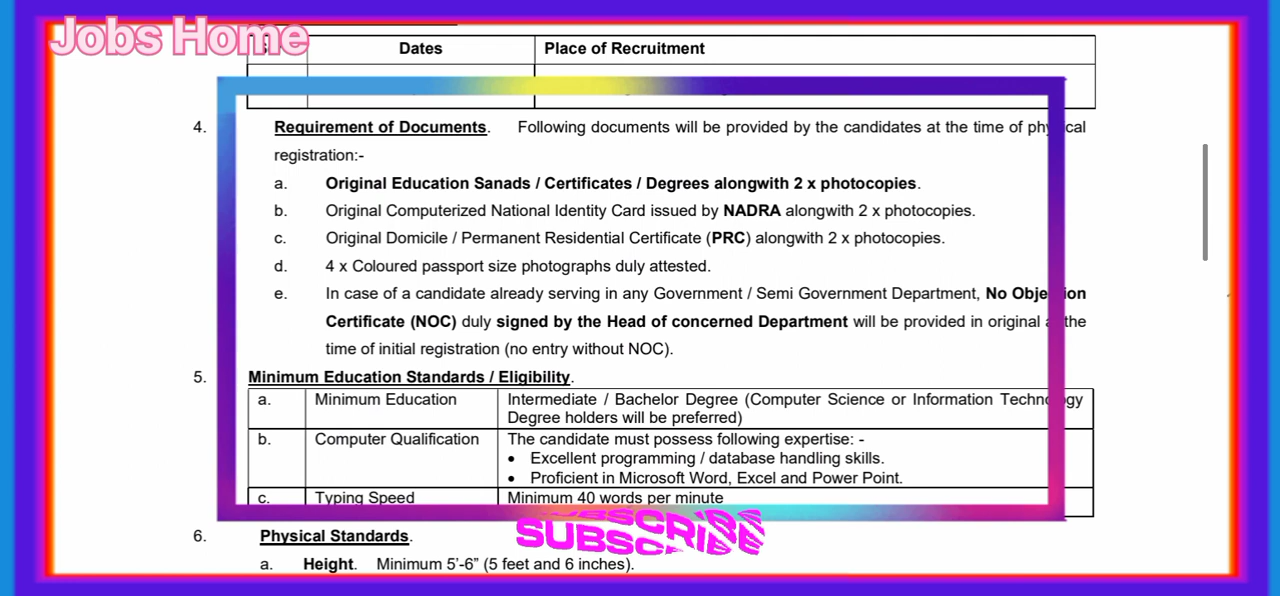 Jobs Home
Dates Place of Recruitment
4. Requirement of Documents. Following documents will be provided by the candidates at the time of physical
registration:-
a. Original Education Sanads / Certificates / Degrees alongwith 2 x photocopies.
b. Original Computerized National Identity Card issued by NADRA alongwith 2 x photocopies.
c. Original Domicile / Permanent Residential Certificate (PRC) alongwith 2 x photocopies.
d. 4 x Coloured passport size photographs duly attested.
e. In case of a candidate already serving in any Government / Semi Government Department, No Objection
Certificate (NOC) duly signed by the Head of concerned Department will be provided in original at the
time of initial registration (no entry without NOC).
5. Minimum Education Standards / Eligibility.
a. Minimum Education Intermediate / Bachelor Degree (Computer Science or Information Technology
Degree holders will be preferred)
b. Computer Qualification The candidate must possess following expertise: -
• Excellent programming / database handling skills.
• Proficient in Microsoft Word, Excel and Power Point.
c. Typing Speed Minimum 40 words per minute
SUBSCRIBE
6. Physical Standards.
a. Height. Minimum 5'-6" (5 feet and 6 inches).